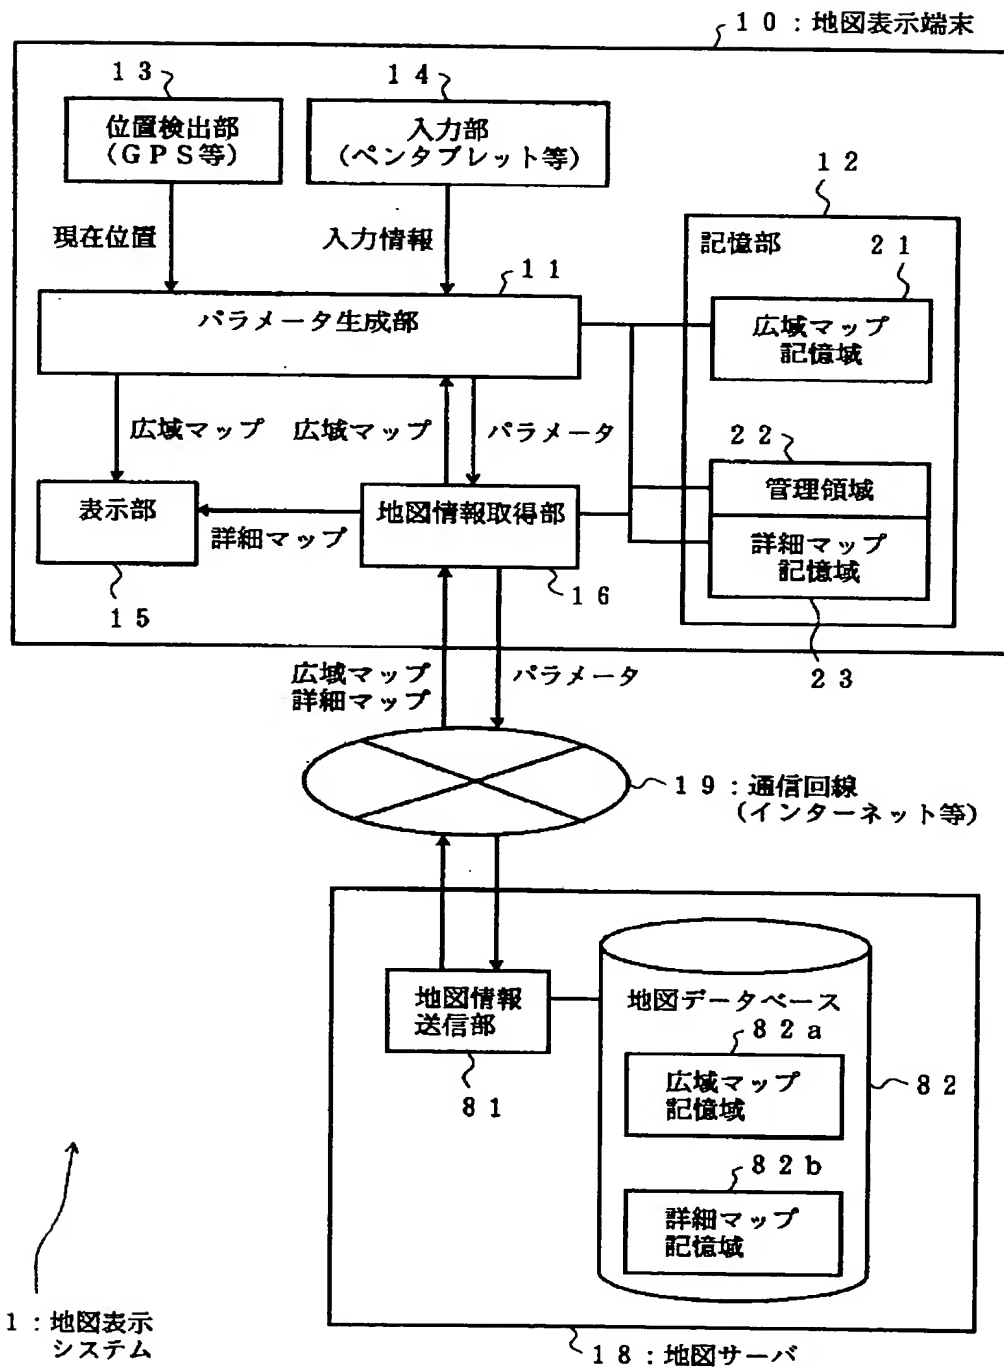 10：地図表示端末
13
14
位置検出部
（GPS等）
入力部
（ペンタブレット等）
12
現在位置
入力情報
記憶部
21
11
パラメータ生成部
広域マップ
記憶域
広域マップ
広域マップ
パラメータ
22
管理領域
表示部
地図情報取得部
詳細マップ
詳細マップ
記憶域
15
16
23
広域マップ
詳細マップ
パラメータ
19：通信回線
（インターネット等）
地図情報
送信部
地図データベース
82a
広域マップ
記憶域
82
81
82b
詳細マップ
記憶域
1：地図表示
システム
18：地図サーバ